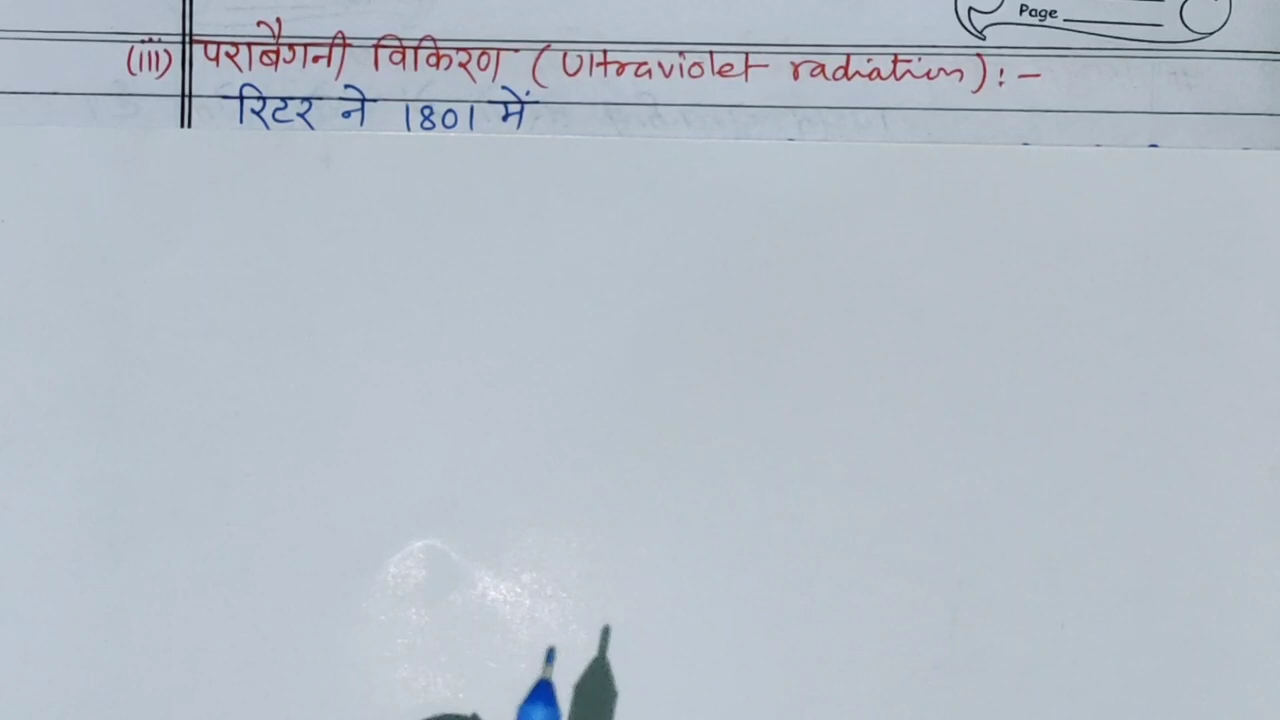 Page
(iii) पराबैगनी विकिरण (Ultraviolet radiation) : -
रिटर ने 1801 में